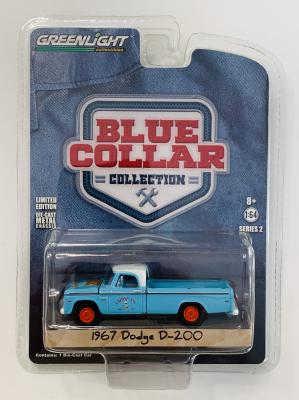 GREENLIGHT
collectibles
BLUE
COLLAR
COLLECTION
LIMITED
EDITION
DIE-CAST
METAL
CHASSIS
8+
1:64
SERIES 2
1967 Dodge D-200
Contains: 1 Die-Cast Car